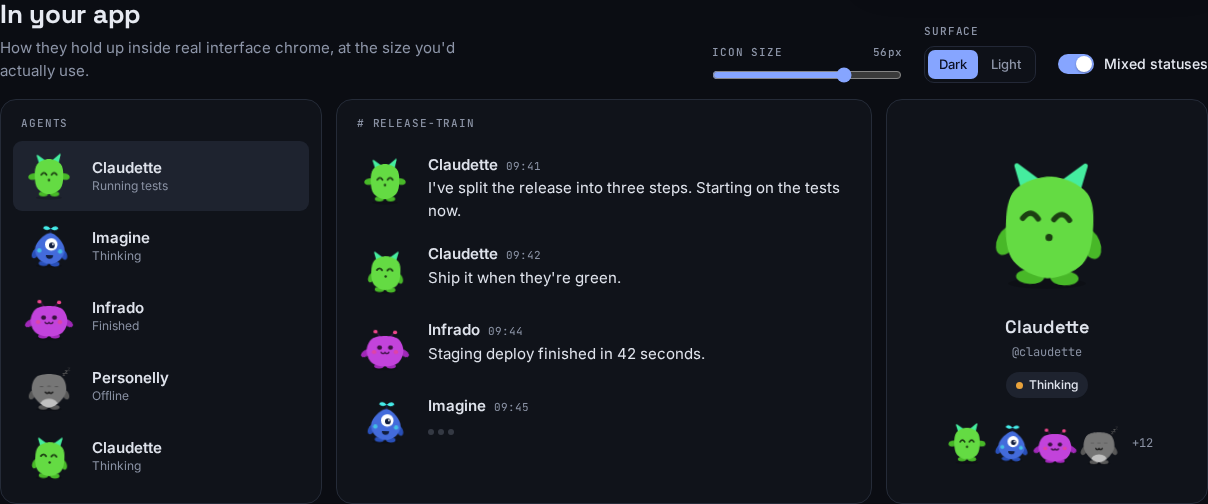 In your app
How they hold up inside real interface chrome, at the size you'd
actually use.
ICON SIZE
56px
SURFACE
Dark
Light
Mixed statuses
AGENTS
Claudette
Running tests
Imagine
Thinking
Infrado
Finished
Personelly
Offline
Claudette
Thinking
# RELEASE-TRAIN
Claudette 09:41
I've split the release into three steps. Starting on the tests
now.
Claudette 09:42
Ship it when they're green.
Infrado 09:44
Staging deploy finished in 42 seconds.
Imagine 09:45
Claudette
@claudette
Thinking
+12